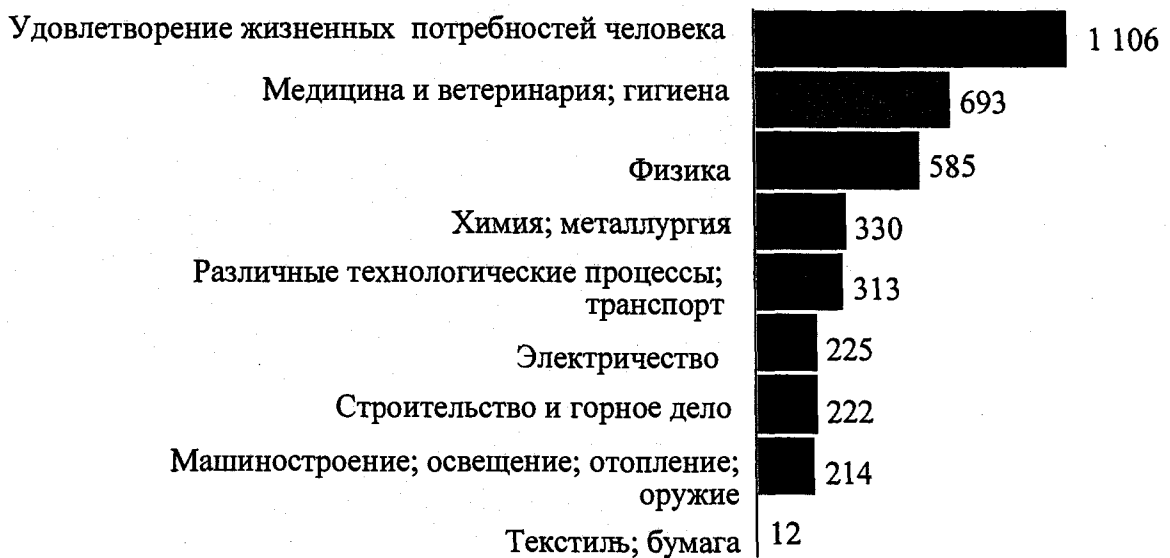 Удовлетворение жизненных потребностей человека 1 106
Медицина и ветеринария; гигиена 693
Физика 585
Химия; металлургия 330
Различные технологические процессы;
транспорт 313
Электричество 225
Строительство и горное дело 222
Машиностроение; освещение; отопление;
оружие 214
Текстиль; бумага 12